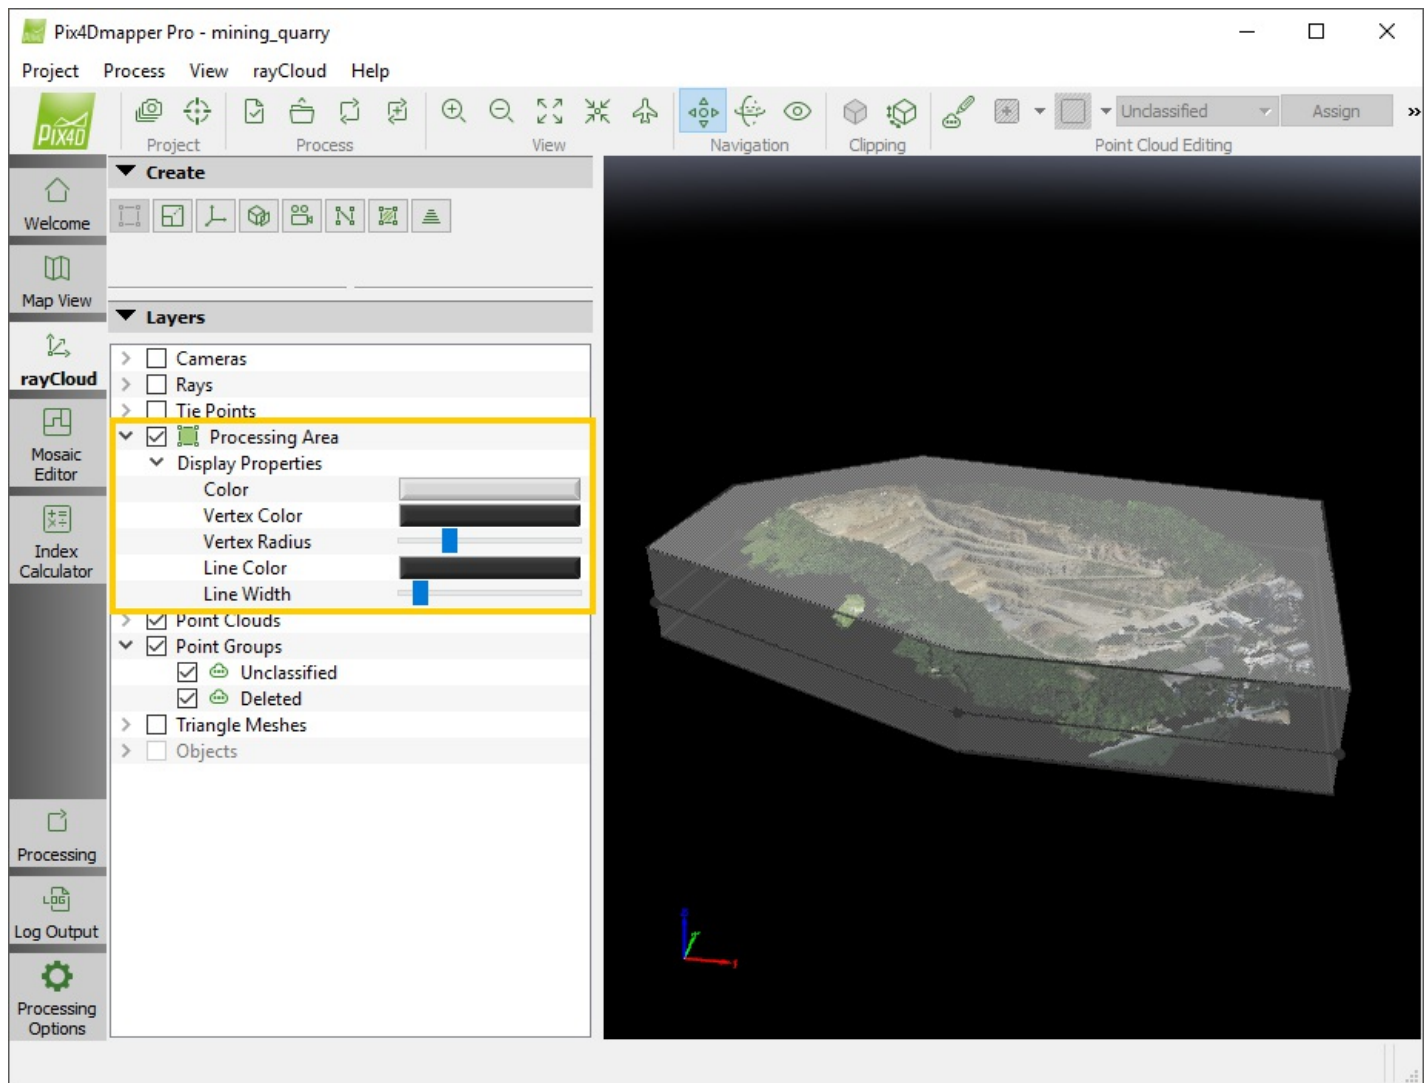 Pix4Dmapper Pro - mining_quarry
Project Process View rayCloud Help
PIX4D
Unclassified Assign »
Project Process View Navigation Clipping Point Cloud Editing
Welcome
Map View
rayCloud
Mosaic
Editor
Index
Calculator
Processing
LOG
Log Output
Processing
Options
Create
Layers
Cameras
Rays
Tie Points
Processing Area
Display Properties
Color
Vertex Color
Vertex Radius
Line Color
Line Width
Point Clouds
Point Groups
Unclassified
Deleted
Triangle Meshes
Objects